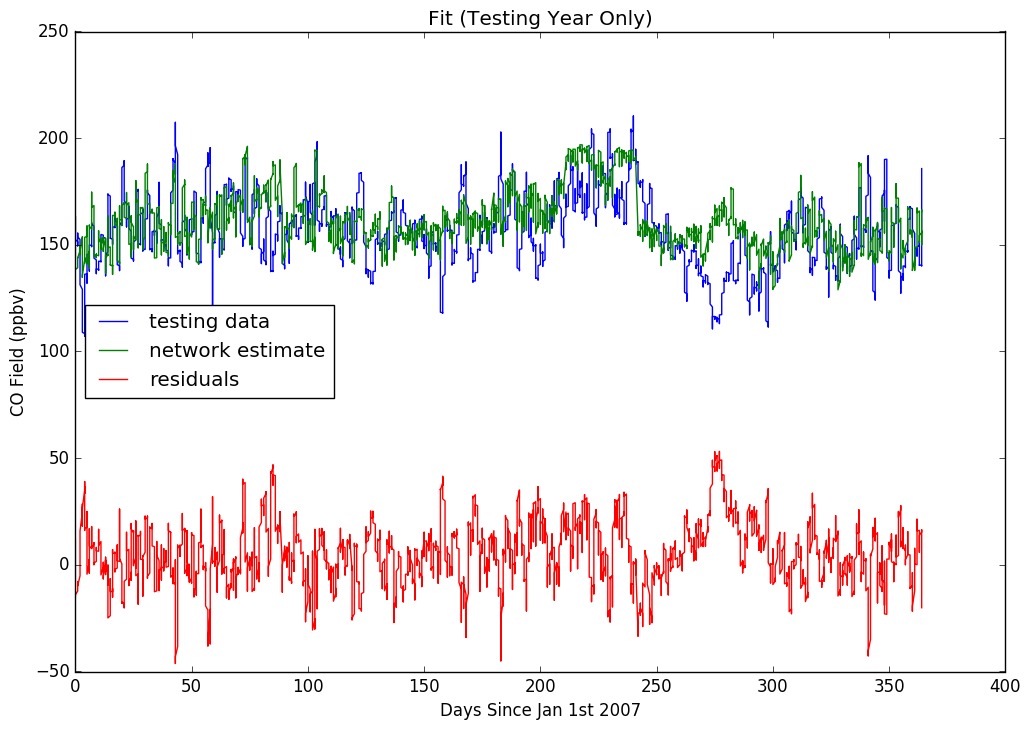 Fit (Testing Year Only)
250
200
150
100
50
0
−50
CO Field (ppbv)
testing data
network estimate
residuals
0 50 100 150 200 250 300 350 400
Days Since Jan 1st 2007